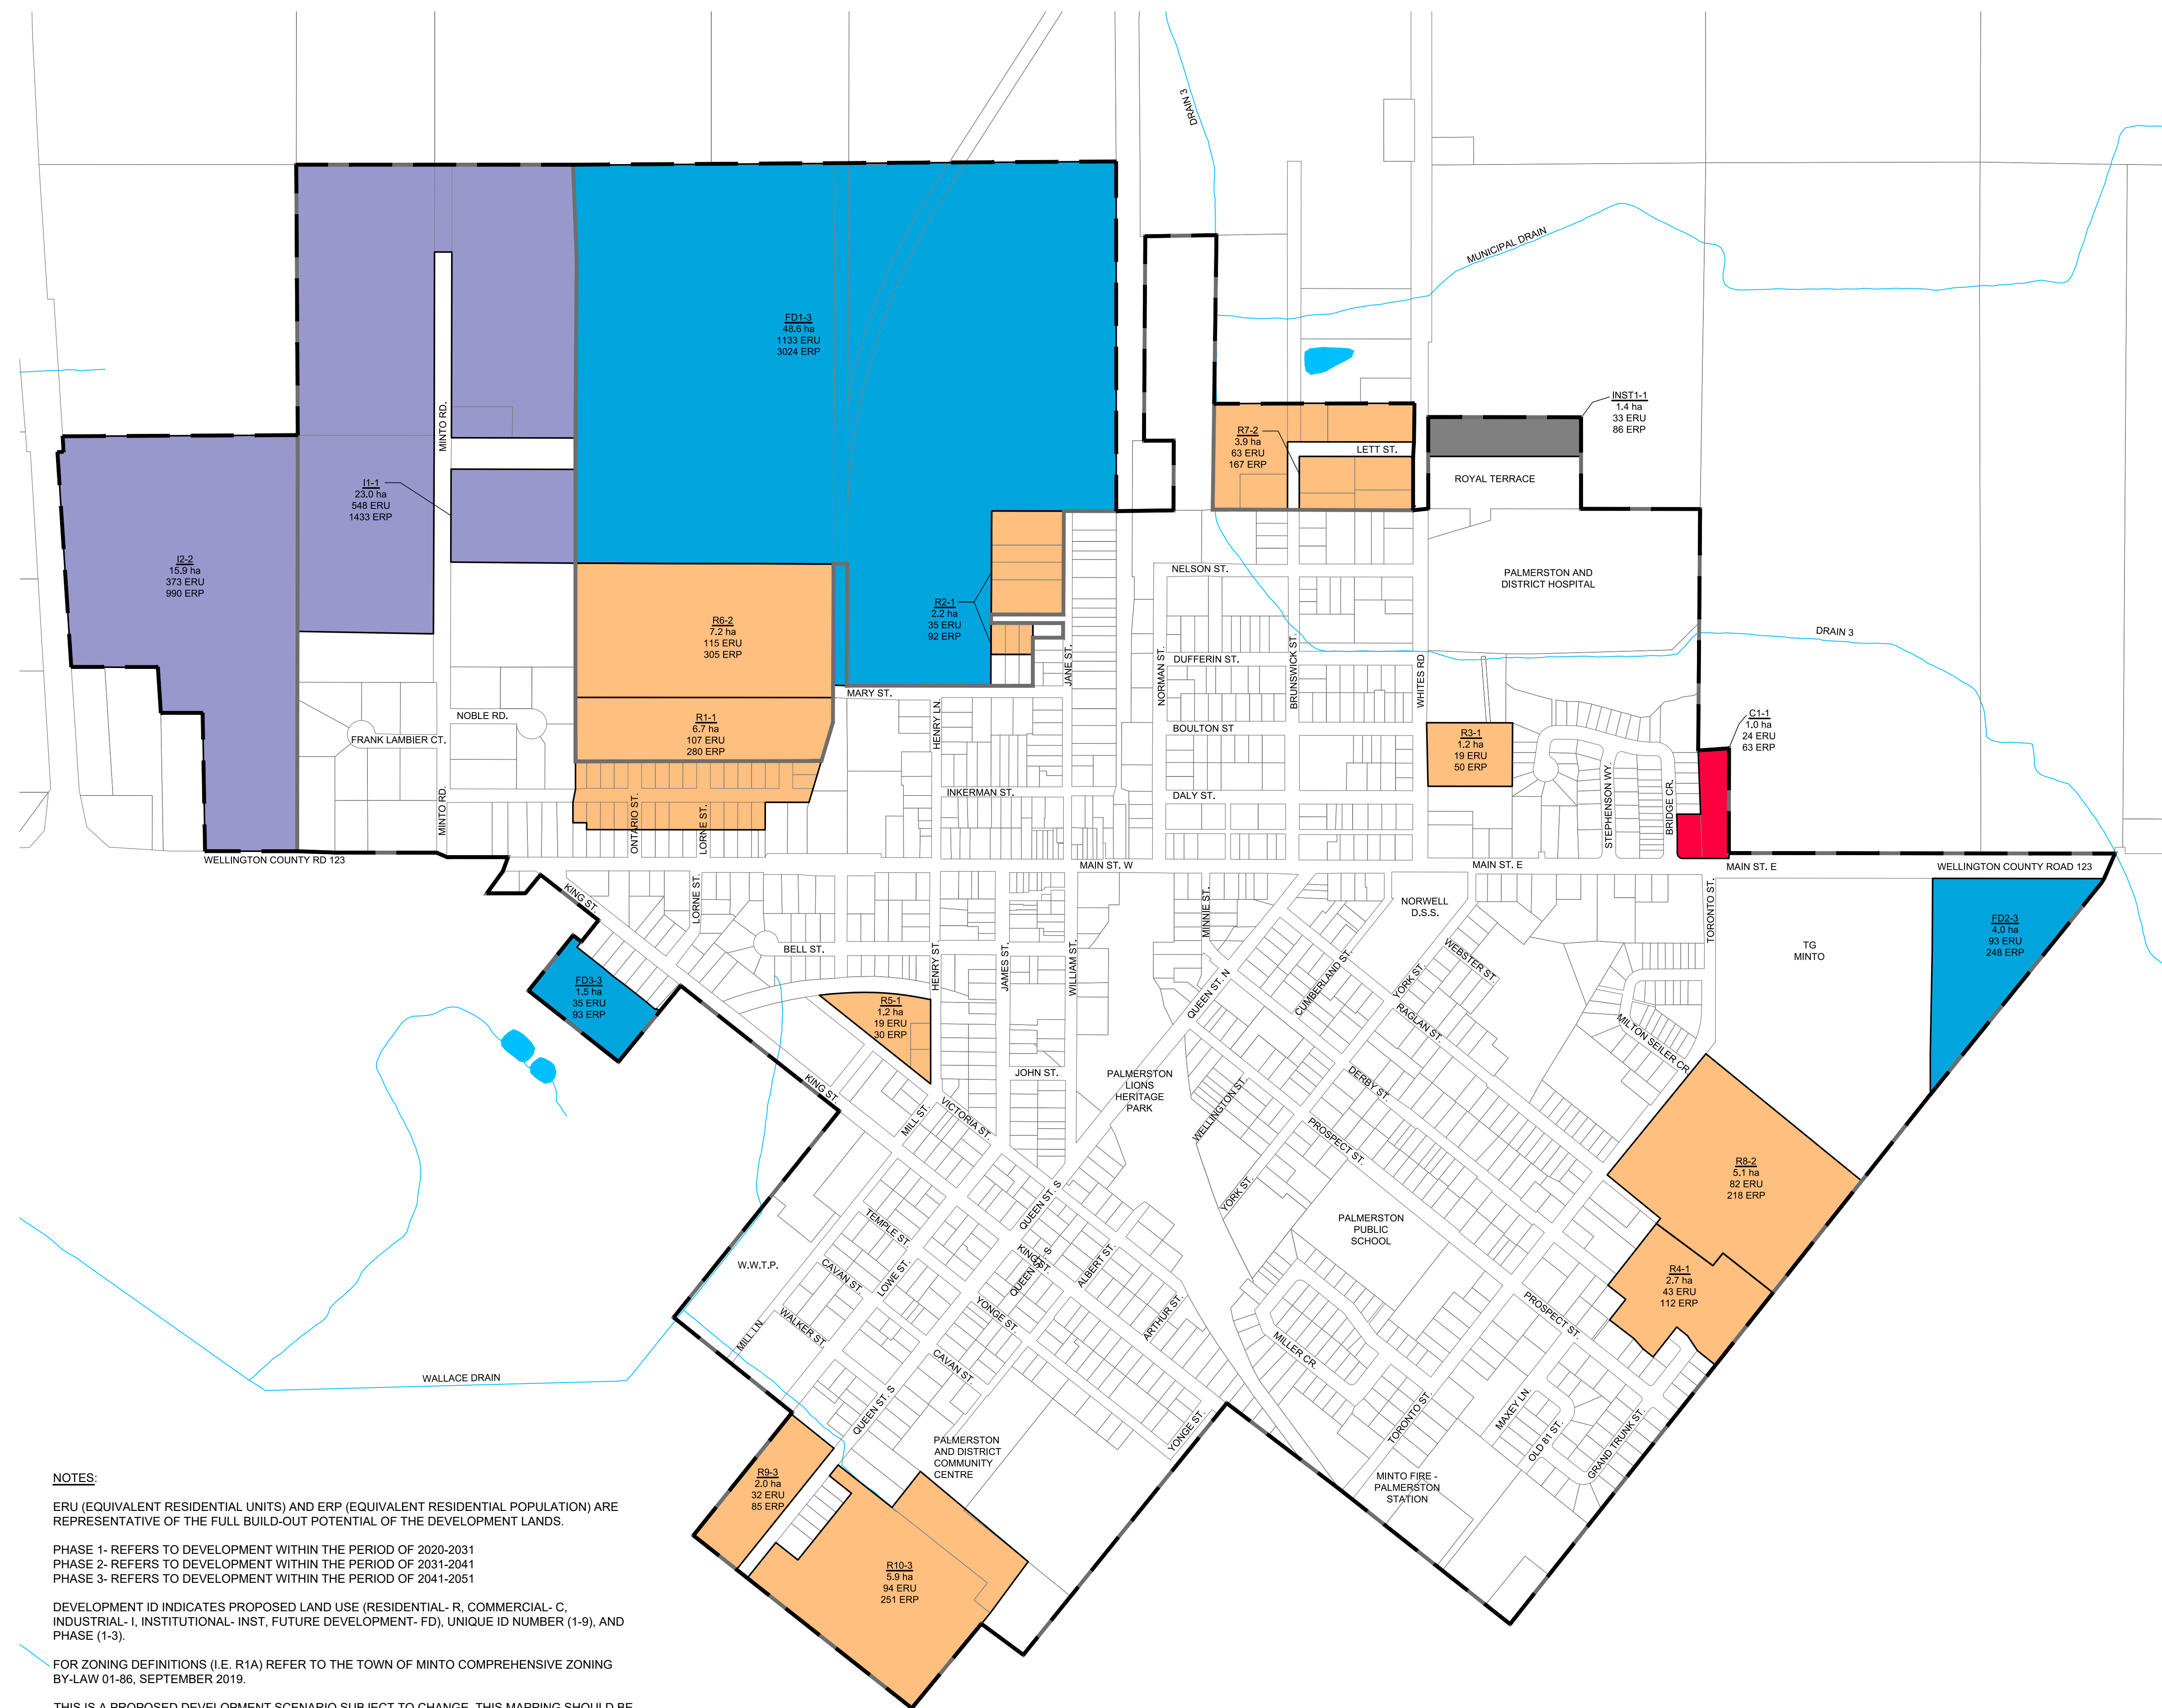 DRAIN 3
MUNICIPAL DRAIN
FD1-3
48.6 ha
1133 ERU
3024 ERP
INST1-1
1.4 ha
33 ERU
86 ERP
MINTO RD.
R7-2
3.9 ha
63 ERU
167 ERP
LETT ST.
ROYAL TERRACE
I1-1
23.0 ha
548 ERU
1433 ERP
I2-2
15.9 ha
373 ERU
990 ERP
NELSON ST.
PALMERSTON AND
DISTRICT HOSPITAL
R2-1
2.2 ha
35 ERU
92 ERP
R6-2
7.2 ha
115 ERU
305 ERP
DRAIN 3
JANE ST.
NORMAN ST.
DUFFERIN ST.
BRUNSWICK ST.
WHITES RD
MARY ST.
HENRY LN.
NOBLE RD.
R1-1
6.7 ha
107 ERU
280 ERP
FRANK LAMBIER CT.
BOULTON ST
R3-1
1.2 ha
19 ERU
50 ERP
C1-1
1.0 ha
24 ERU
63 ERP
MINTO RD.
ONTARIO ST.
LORNE ST.
INKERMAN ST.
DALY ST.
STEPHENSON WY.
BRIDGE CR.
WELLINGTON COUNTY RD 123
MAIN ST. W
MAIN ST. E
MAIN ST. E
WELLINGTON COUNTY ROAD 123
KING ST.
LORNE ST.
MINNIE ST.
NORWELL
D.S.S.
TORONTO ST.
FD2-3
4.0 ha
93 ERU
248 ERP
TG
MINTO
BELL ST.
HENRY ST.
JAMES ST.
WILLIAM ST.
QUEEN ST. N
CUMBERLAND ST.
YORK ST.
WEBSTER ST.
RAGLAN ST.
FD3-3
1.5 ha
35 ERU
93 ERP
R5-1
1.2 ha
19 ERU
30 ERP
MILTON SEILER CR.
KING ST.
MILL ST.
VICTORIA ST.
JOHN ST.
PALMERSTON
LIONS
HERITAGE
PARK
WELLINGTON ST.
DERBY ST.
PROSPECT ST.
R8-2
5.1 ha
82 ERU
218 ERP
YORK ST.
PALMERSTON
PUBLIC
SCHOOL
TEMPLE ST.
QUEEN ST. S
KING ST.
QUEEN ST. S
ALBERT ST.
W.W.T.P.
CAVAN ST.
LOWE ST.
R4-1
2.7 ha
43 ERU
112 ERP
YONGE ST.
ARTHUR ST.
PROSPECT ST.
WALKER ST.
MILL LN.
MILLER CR.
CAVAN ST.
WALLACE DRAIN
QUEEN ST. S
YONGE ST.
TORONTO ST.
MAXEY LN.
OLD 81 ST.
GRAND TRUNK ST.
PALMERSTON
AND DISTRICT
COMMUNITY
CENTRE
MINTO FIRE -
PALMERSTON
STATION
R9-3
2.0 ha
32 ERU
85 ERP
R10-3
5.9 ha
94 ERU
251 ERP
NOTES:
ERU (EQUIVALENT RESIDENTIAL UNITS) AND ERP (EQUIVALENT RESIDENTIAL POPULATION) ARE
REPRESENTATIVE OF THE FULL BUILD-OUT POTENTIAL OF THE DEVELOPMENT LANDS.
PHASE 1- REFERS TO DEVELOPMENT WITHIN THE PERIOD OF 2020-2031
PHASE 2- REFERS TO DEVELOPMENT WITHIN THE PERIOD OF 2031-2041
PHASE 3- REFERS TO DEVELOPMENT WITHIN THE PERIOD OF 2041-2051
DEVELOPMENT ID INDICATES PROPOSED LAND USE (RESIDENTIAL- R, COMMERCIAL- C,
INDUSTRIAL- I, INSTITUTIONAL- INST, FUTURE DEVELOPMENT- FD), UNIQUE ID NUMBER (1-9), AND
PHASE (1-3).
FOR ZONING DEFINITIONS (I.E. R1A) REFER TO THE TOWN OF MINTO COMPREHENSIVE ZONING
BY-LAW 01-86, SEPTEMBER 2019.
THIS IS A PROPOSED DEVELOPMENT SCENARIO SUBJECT TO CHANGE. THIS MAPPING SHOULD BE